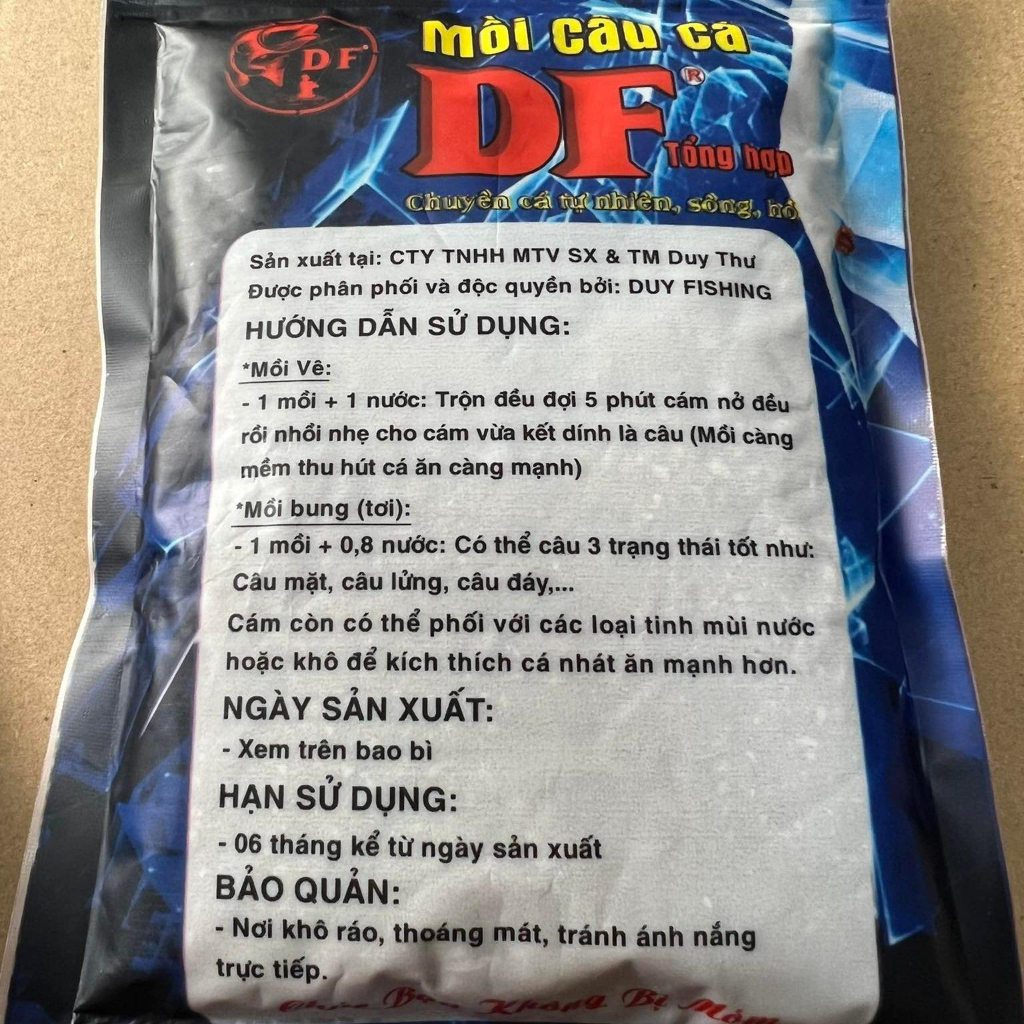 DF
mồi câu cá
DF®
Tổng hợp
Chuyên cá tự nhiên, sông, hồ
Sản xuất tại: CTY TNHH MTV SX & TM Duy Thư
Được phân phối và độc quyền bởi: DUY FISHING
HƯỚNG DẪN SỬ DỤNG:
*Mồi Vê:
- 1 mồi + 1 nước: Trộn đều đợi 5 phút cám nở đều
rồi nhồi nhẹ cho cám vừa kết dính là câu (Mồi càng
mềm thu hút cá ăn càng mạnh)
*Mồi bung (tơi):
- 1 mồi + 0,8 nước: Có thể câu 3 trạng thái tốt như:
Câu mặt, câu lửng, câu đáy,...
Cám còn có thể phối với các loại tinh mùi nước
hoặc khô để kích thích cá nhát ăn mạnh hơn.
NGÀY SẢN XUẤT:
- Xem trên bao bì
HẠN SỬ DỤNG:
- 06 tháng kể từ ngày sản xuất
BẢO QUẢN:
- Nơi khô ráo, thoáng mát, tránh ánh nắng
trực tiếp.
Chúc Bạn Không Bị Móm